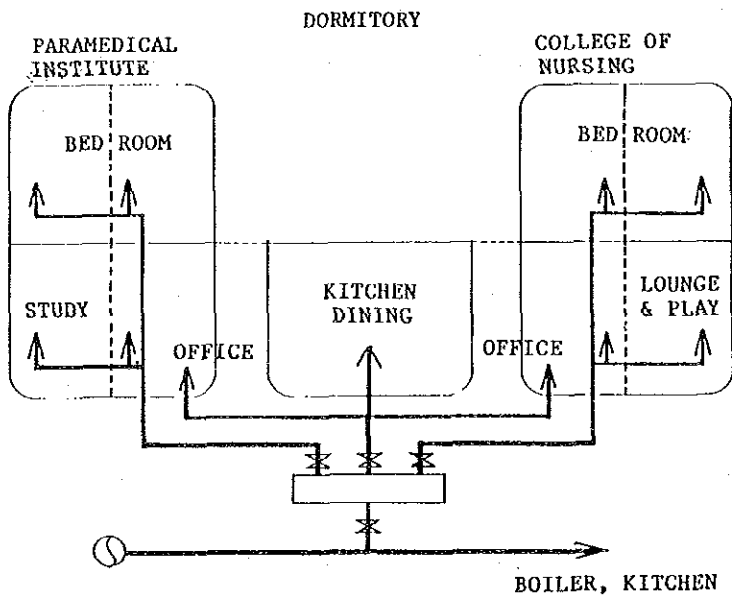 DORMITORY
PARAMEDICAL
INSTITUTE
COLLEGE OF
NURSING
BED ROOM
BED ROOM
STUDY
KITCHEN
DINING
LOUNGE
& PLAY
OFFICE
OFFICE
BOILER, KITCHEN